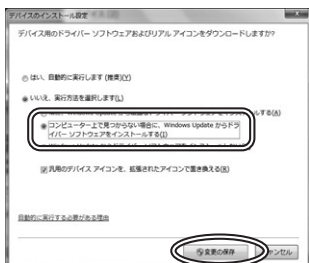 デバイスのインストール設定
デバイス用のドライバー ソフトウェアおよびリアル アイコンをダウンロードしますか?
はい、自動的に実行します (推奨)(Y)
いいえ、実行方法を選択します(L)
ルする(A)
コンピューター上で見つからない場合に、Windows Update からドラ
イバー ソフトウェアをインストールする(I)
汎用のデバイス アイコンを、拡張されたアイコンで置き換える(R)
自動的に実行する必要がある理由
変更の保存
ンセル